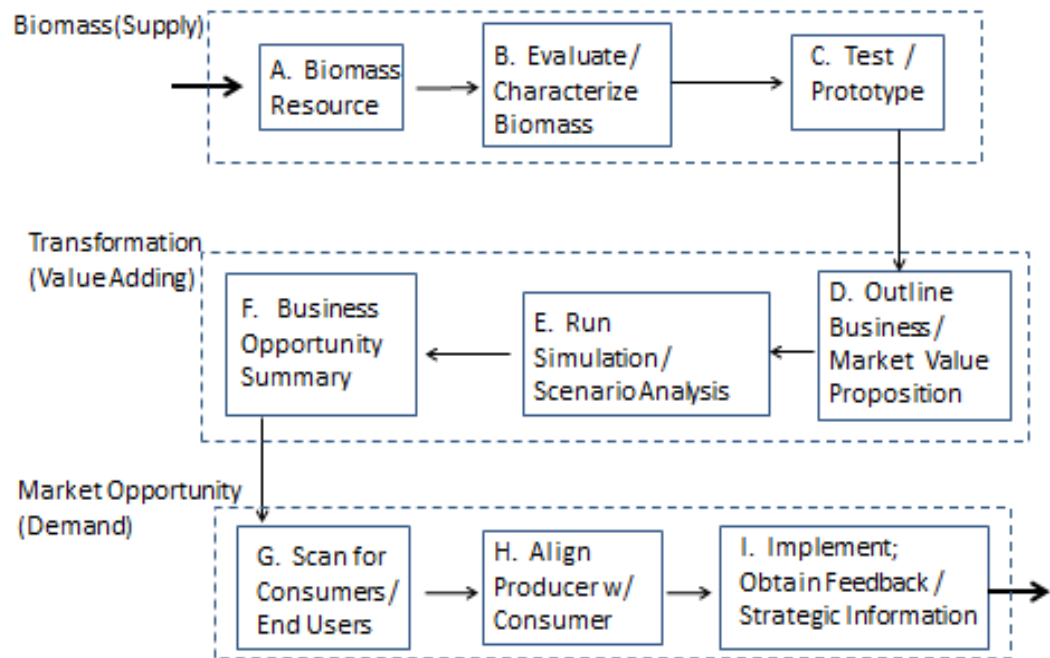 Biomass(Supply)
A. Biomass
Resource
B. Evaluate/
Characterize
Biomass
C. Test /
Prototype
Transformation
(Value Adding)
F. Business
Opportunity
Summary
E. Run
Simulation/
Scenario Analysis
D. Outline
Business/
Market Value
Proposition
Market Opportunity
(Demand)
G. Scan for
Consumers/
End Users
H. Align
Producer w/
Consumer
I. Implement;
Obtain Feedback/
Strategic Information